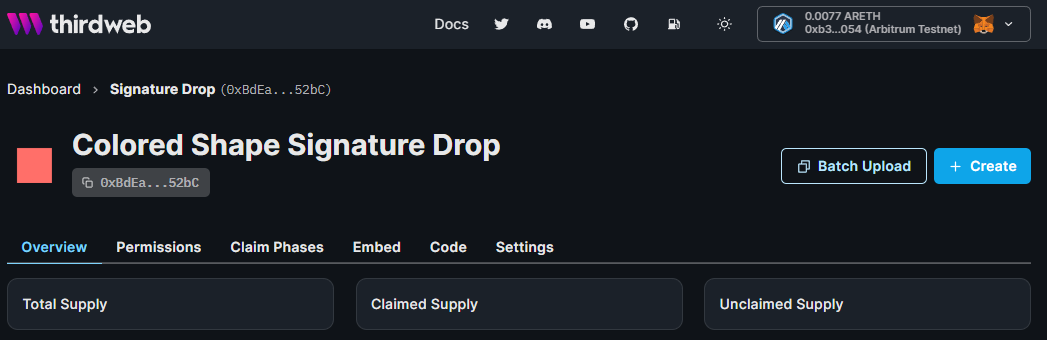 thirdweb
Docs
0.0077 ARETH
0xb3...054 (Arbitrum Testnet)
Dashboard > Signature Drop (0xBdEa...52bC)
Colored Shape Signature Drop
0xBdEa...52bC
Batch Upload
+ Create
Overview Permissions Claim Phases Embed Code Settings
Total Supply Claimed Supply Unclaimed Supply